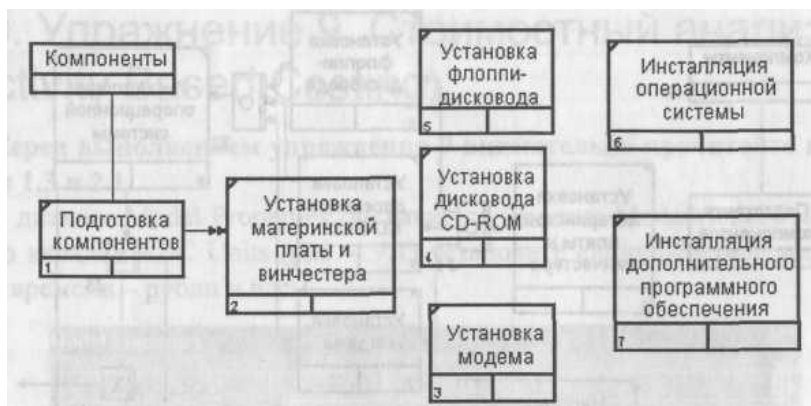 Компоненты
Подготовка
компонентов
1
Установка
материнской
платы и
винчестера
2
Установка
флоппи-
дисковода
5
Установка
дисковода
CD-ROM
4
Установка
модема
3
Инсталляция
операционной
системы
6
Инсталляция
дополнительного
программного
обеспечения
7